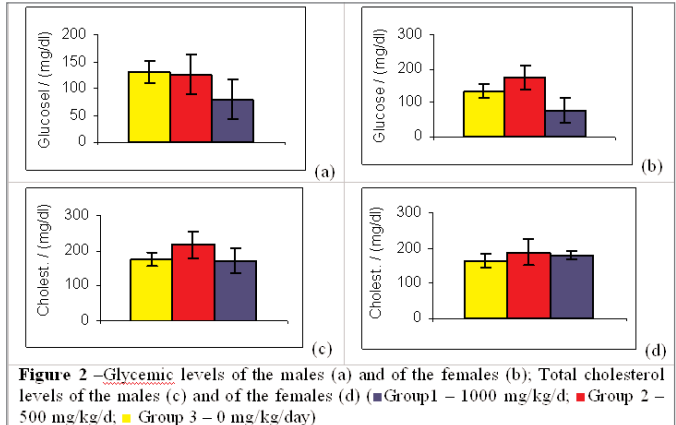 200
150
100
50
0
Glucosel / (mg/dl)
(a)
300
200
100
0
Glucose / (mg/dl)
(b)
300
200
100
0
Cholest. / (mg/dl)
(c)
300
200
100
0
Cholest. / (mg/dl)
(d)
Figure 2 –Glycemic levels of the males (a) and of the females (b); Total cholesterol
levels of the males (c) and of the females (d) (■Group1 – 1000 mg/kg/d; ■ Group 2 –
500 mg/kg/d; ■ Group 3 – 0 mg/kg/day)